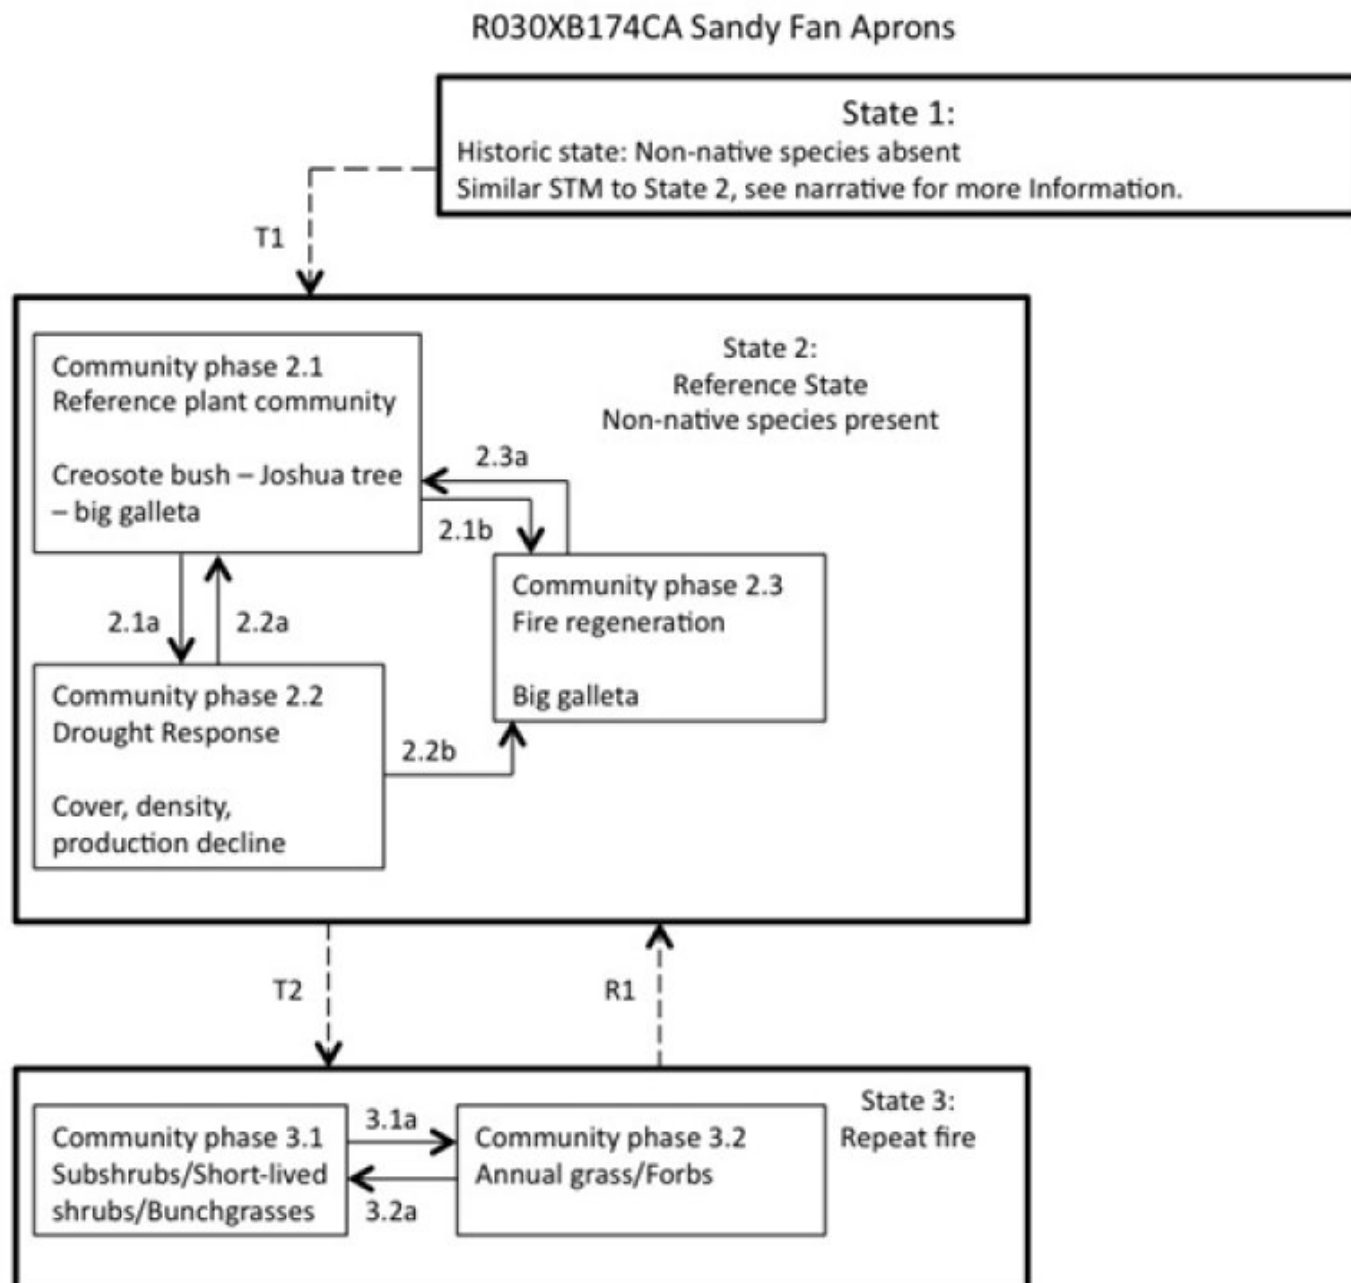 R030XB174CA Sandy Fan Aprons
State 1:
Historic state: Non-native species absent
Similar STM to State 2, see narrative for more Information.
T1
State 2:
Reference State
Non-native species present
Community phase 2.1
Reference plant community
Creosote bush – Joshua tree
– big galleta
2.3a
2.1b
2.1a
2.2a
Community phase 2.3
Fire regeneration
Big galleta
Community phase 2.2
Drought Response
Cover, density,
production decline
2.2b
T2
R1
State 3:
Repeat fire
Community phase 3.1
Subshrubs/Short-lived
shrubs/Bunchgrasses
3.1a
3.2a
Community phase 3.2
Annual grass/Forbs